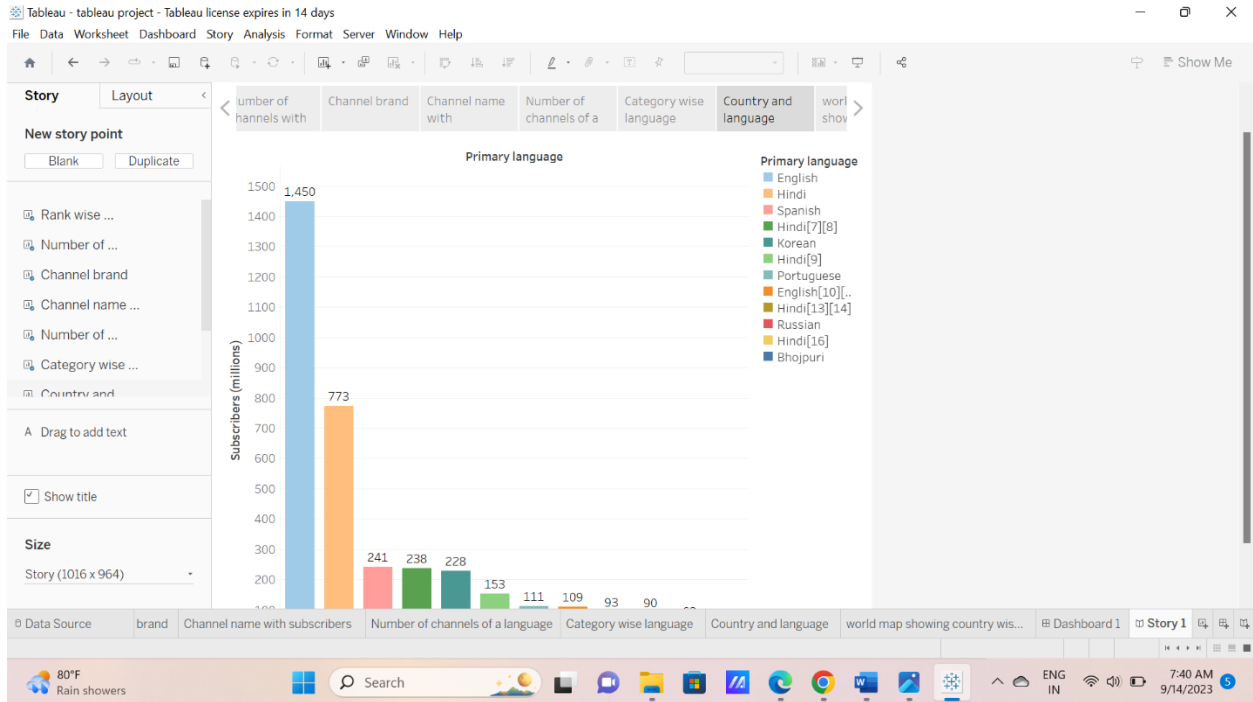 Tableau - tableau project - Tableau license expires in 14 days
File Data Worksheet Dashboard Story Analysis Format Server Window Help
Show Me
Story Layout
New story point
Blank Duplicate
Rank wise ...
Number of ...
Channel brand
Channel name ...
Number of ...
Category wise ...
Country and
A Drag to add text
Show title
Size
Story (1016 x 964)
umber of
hannels with
Channel brand
Channel name
with
Number of
channels of a
Category wise
language
Country and
language
worl
show
Primary language
Subscribers (millions)
1500
1400
1300
1200
1100
1000
900
800
700
600
500
400
300
200
1,450
773
241
238
228
153
111
109
93
90
Primary language
English
Hindi
Spanish
Hindi[7][8]
Korean
Hindi[9]
Portuguese
English[10][..
Hindi[13][14]
Russian
Hindi[16]
Bhojpuri
Data Source brand Channel name with subscribers Number of channels of a language Category wise language Country and language world map showing country wis... Dashboard 1 Story 1
80°F
Rain showers
Search
ENG
IN
7:40 AM
9/14/2023
5